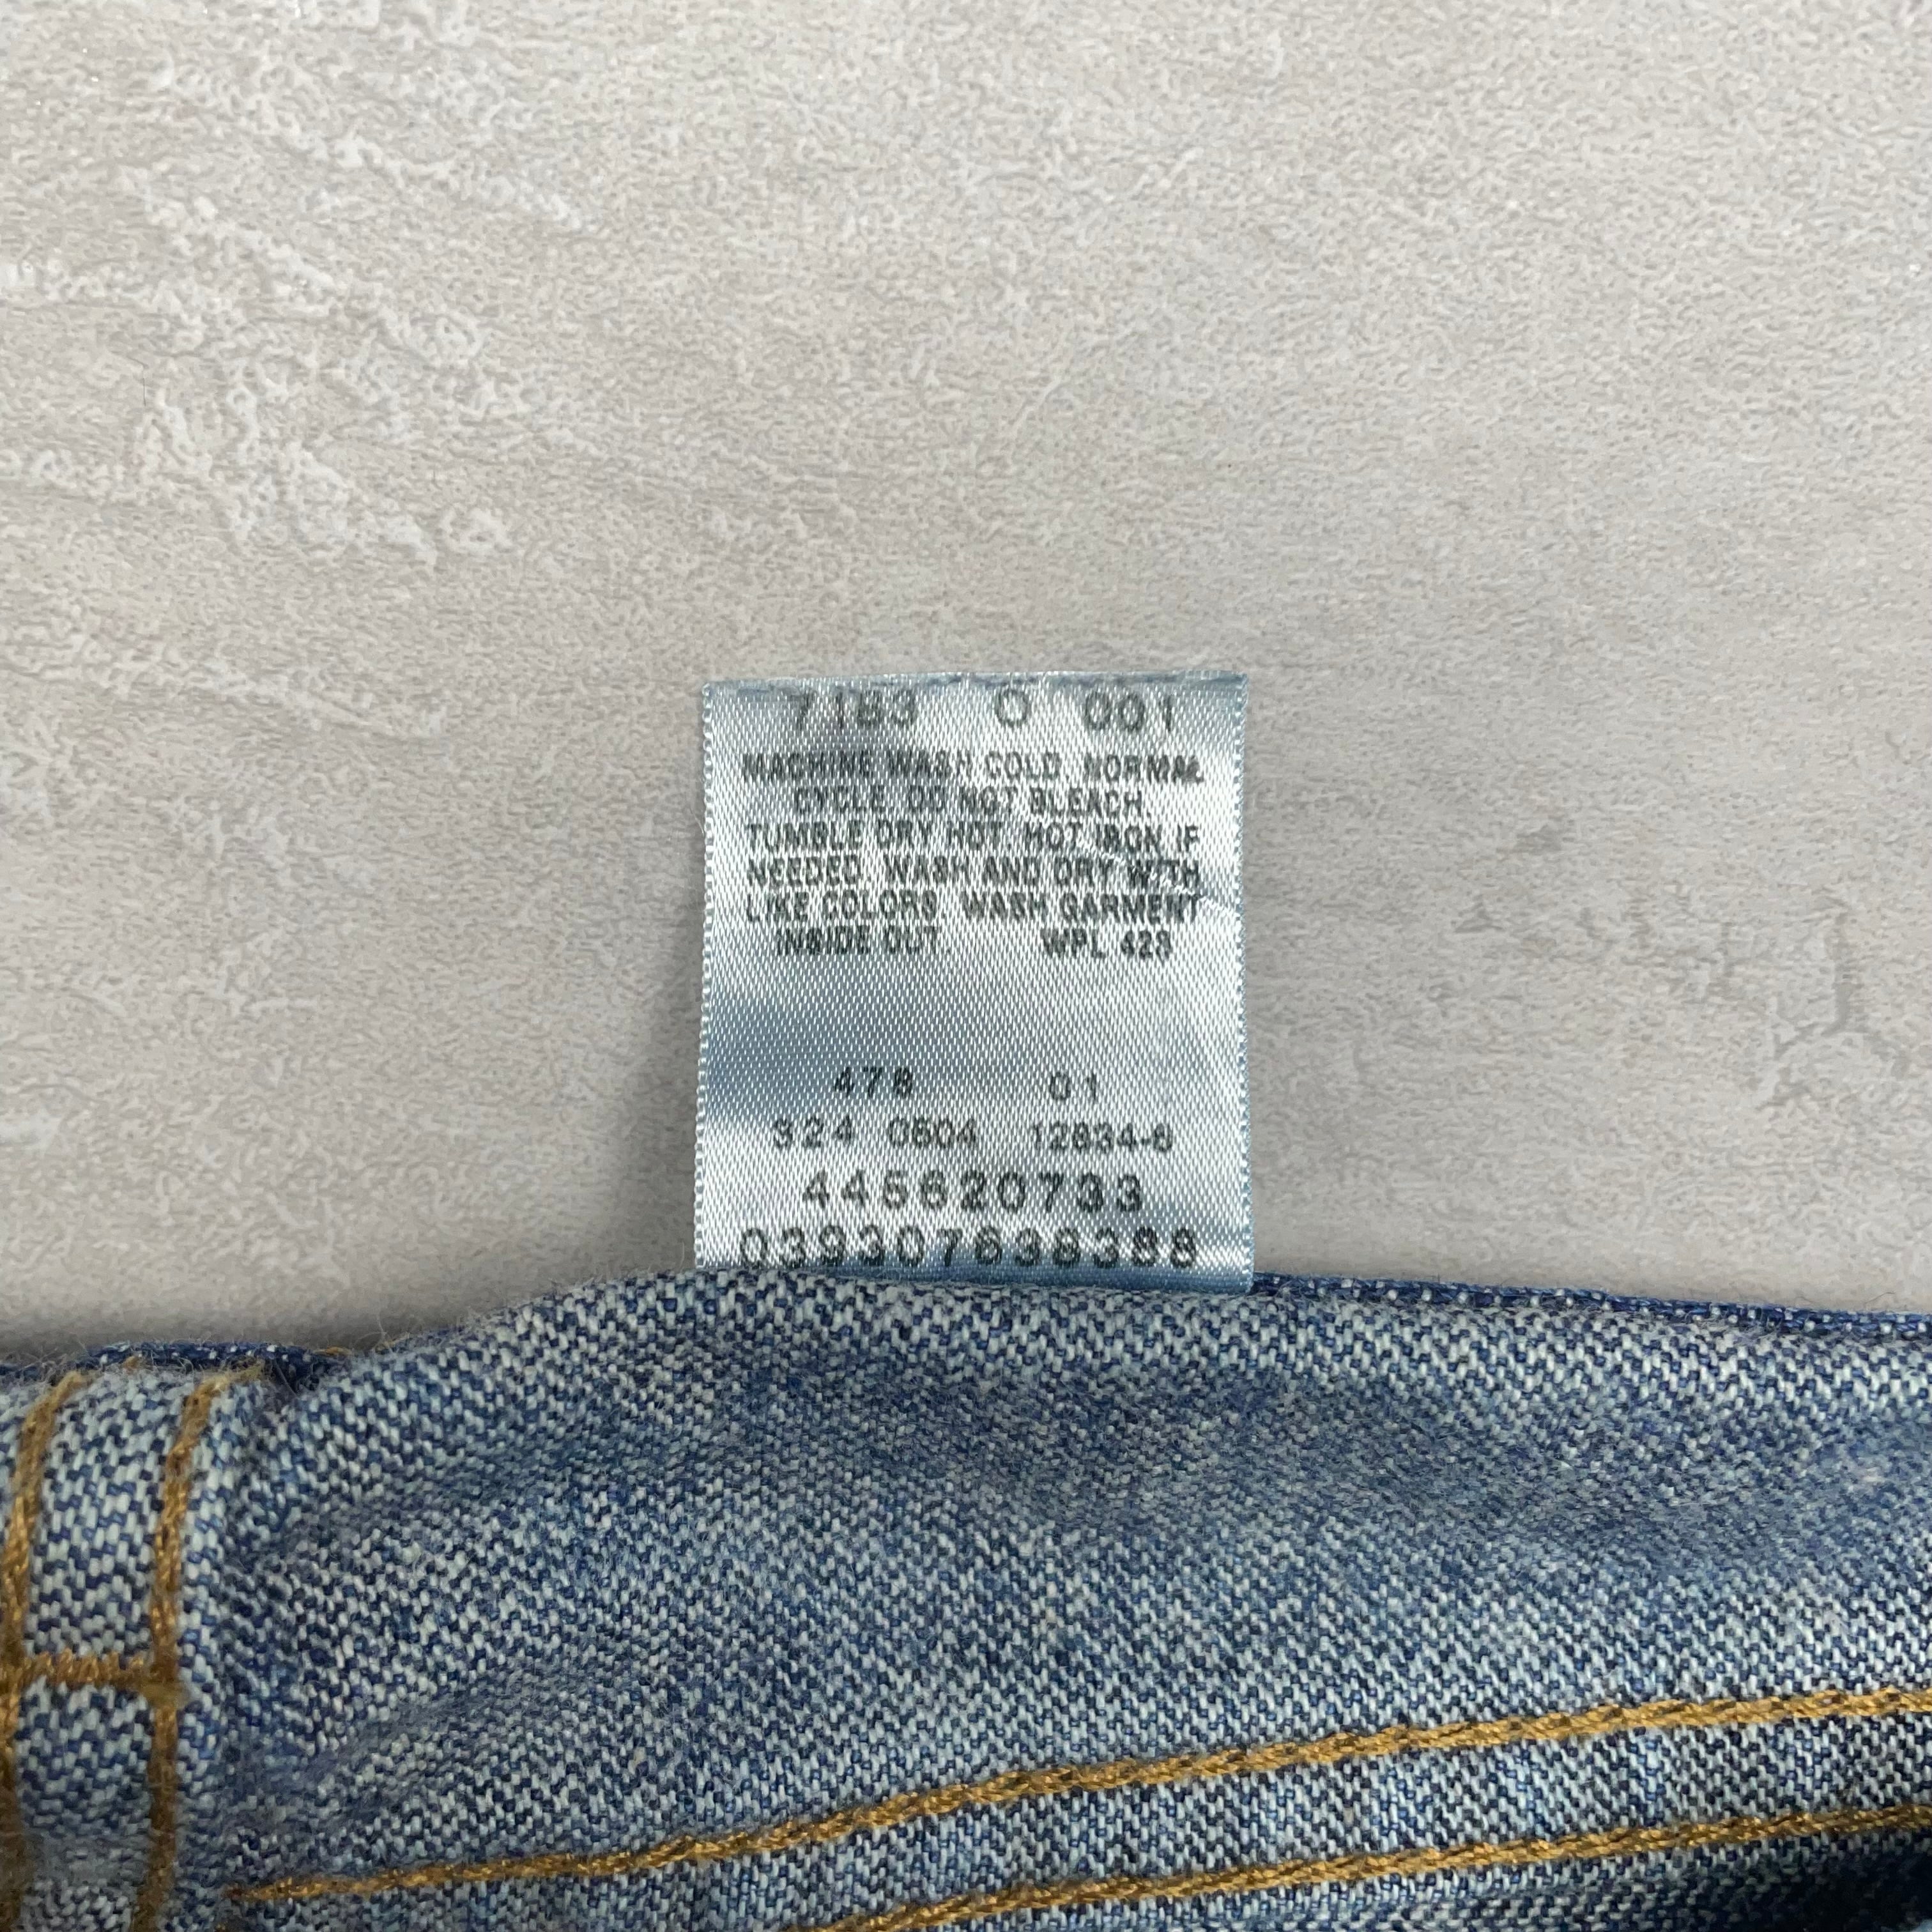 7183 0 001
MACHINE WASH COLD. NORMAL
CYCLE. DO NOT BLEACH.
TUMBLE DRY HOT. HOT IRON IF
NEEDED. WASH AND DRY WITH
LIKE COLORS. WASH GARMENT
INSIDE OUT. WPL 423
478 01
324 0604 12834-6
445620733
039307638388